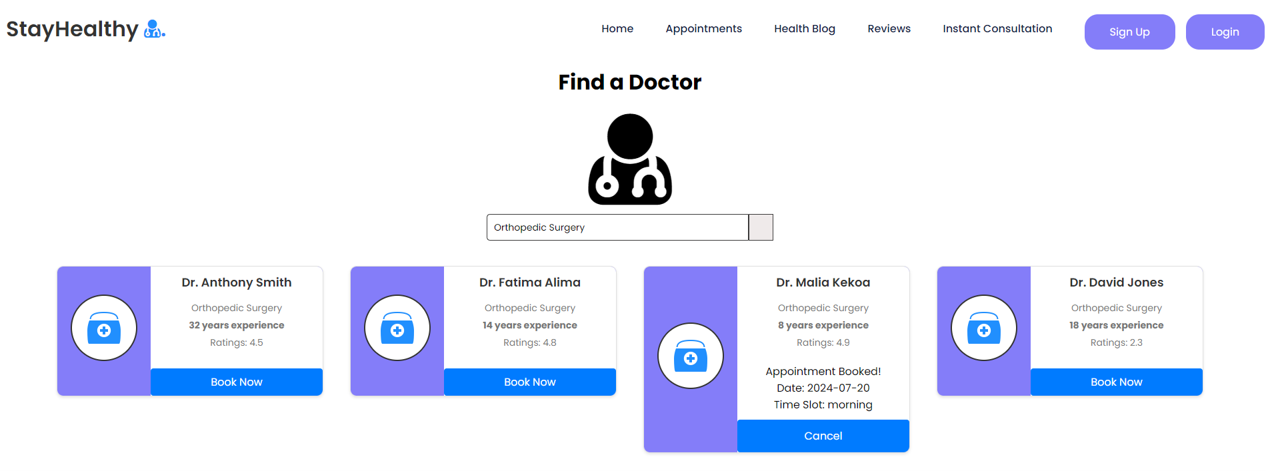 StayHealthy
Home
Appointments
Health Blog
Reviews
Instant Consultation
Sign Up
Login
Find a Doctor
Orthopedic Surgery
Dr. Anthony Smith
Orthopedic Surgery
32 years experience
Ratings: 4.5
Book Now
Dr. Fatima Alima
Orthopedic Surgery
14 years experience
Ratings: 4.8
Book Now
Dr. Malia Kekoa
Orthopedic Surgery
8 years experience
Ratings: 4.9
Appointment Booked!
Date: 2024-07-20
Time Slot: morning
Cancel
Dr. David Jones
Orthopedic Surgery
18 years experience
Ratings: 2.3
Book Now